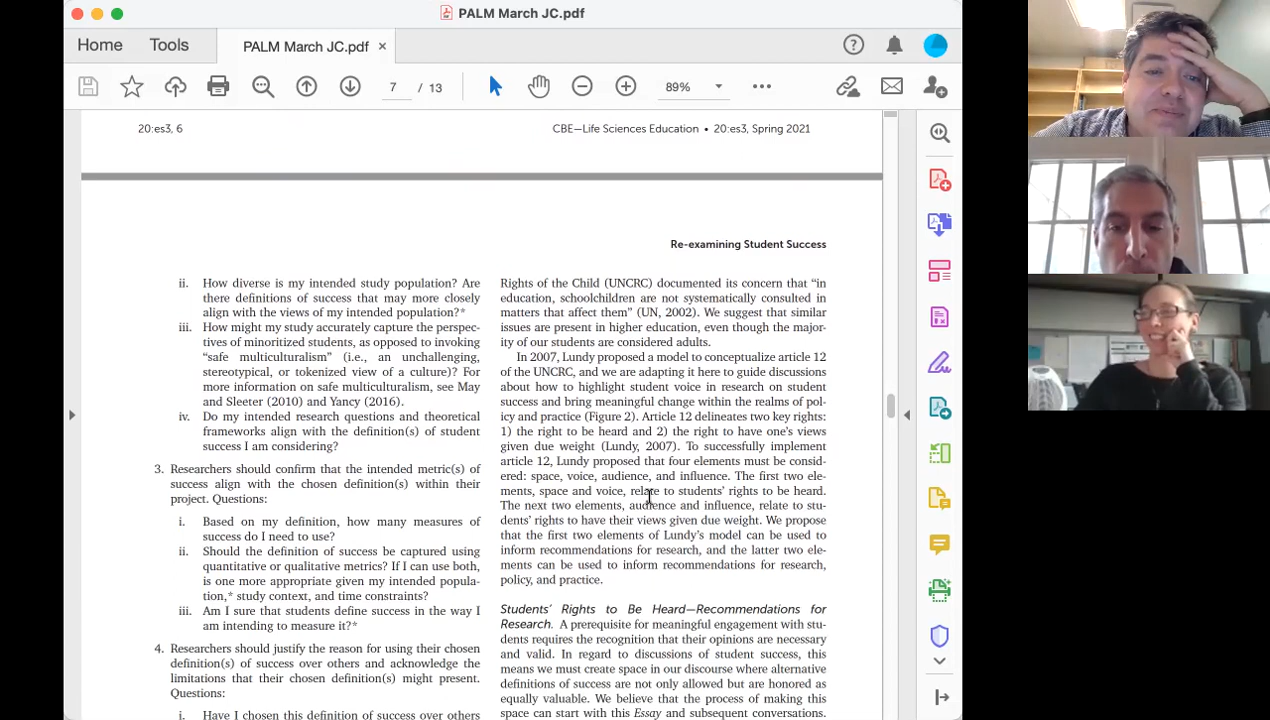 PALM March JC.pdf
Home
Tools
PALM March JC.pdf ×
7 / 13
89%
20:es3, 6
CBE—Life Sciences Education • 20:es3, Spring 2021
Re-examining Student Success
ii. How diverse is my intended study population? Are
there definitions of success that may more closely
align with the views of my intended population?*
iii. How might my study accurately capture the perspec-
tives of minoritized students, as opposed to invoking
“safe multiculturalism” (i.e., an unchallenging,
stereotypical, or tokenized view of a culture)? For
more information on safe multiculturalism, see May
and Sleeter (2010) and Yancy (2016).
iv. Do my intended research questions and theoretical
frameworks align with the definition(s) of student
success I am considering?
3. Researchers should confirm that the intended metric(s) of
success align with the chosen definition(s) within their
project. Questions:
i. Based on my definition, how many measures of
success do I need to use?
ii. Should the definition of success be captured using
quantitative or qualitative metrics? If I can use both,
is one more appropriate given my intended popula-
tion,* study context, and time constraints?
iii. Am I sure that students define success in the way I
am intending to measure it?*
4. Researchers should justify the reason for using their chosen
definition(s) of success over others and acknowledge the
limitations that their chosen definition(s) might present.
Questions:
i. Have I chosen this definition of success over others
Rights of the Child (UNCRC) documented its concern that “in
education, schoolchildren are not systematically consulted in
matters that affect them” (UN, 2002). We suggest that similar
issues are present in higher education, even though the major-
ity of our students are considered adults.
In 2007, Lundy proposed a model to conceptualize article 12
of the UNCRC, and we are adapting it here to guide discussions
about how to highlight student voice in research on student
success and bring meaningful change within the realms of pol-
icy and practice (Figure 2). Article 12 delineates two key rights:
1) the right to be heard and 2) the right to have one’s views
given due weight (Lundy, 2007). To successfully implement
article 12, Lundy proposed that four elements must be consid-
ered: space, voice, audience, and influence. The first two ele-
ments, space and voice, relate to students’ rights to be heard.
The next two elements, audience and influence, relate to stu-
dents’ rights to have their views given due weight. We propose
that the first two elements of Lundy’s model can be used to
inform recommendations for research, and the latter two ele-
ments can be used to inform recommendations for research,
policy, and practice.
Students’ Rights to Be Heard—Recommendations for
Research. A prerequisite for meaningful engagement with stu-
dents requires the recognition that their opinions are necessary
and valid. In regard to discussions of student success, this
means we must create space in our discourse where alternative
definitions of success are not only allowed but are honored as
equally valuable. We believe that the process of making this
space can start with this Essay and subsequent conversations.